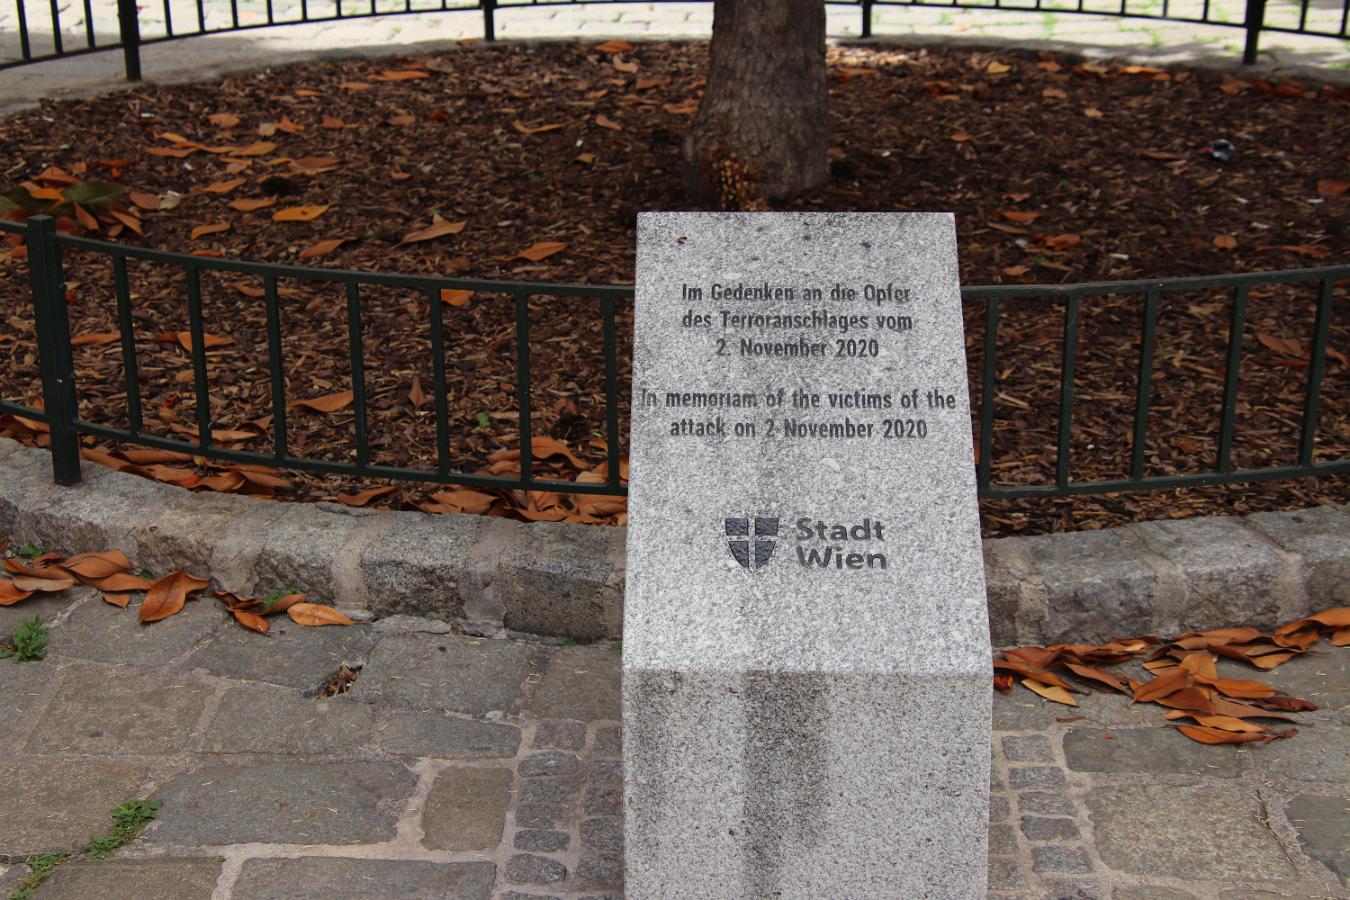 Im Gedenken an die Opfer
des Terroranschlages vom
2. November 2020
In memoriam of the victims of the
attack on 2 November 2020
Stadt
Wien